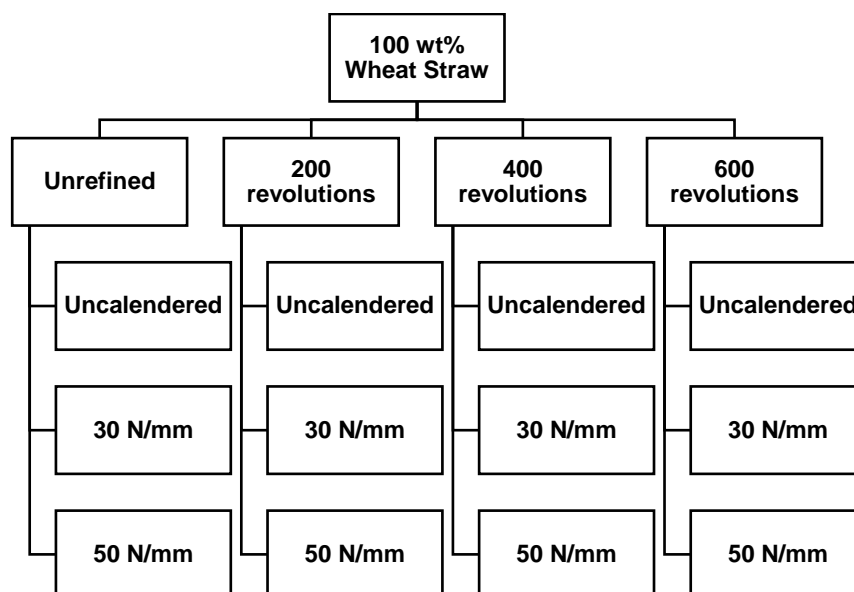 100 wt%
Wheat Straw
Unrefined
200
revolutions
400
revolutions
600
revolutions
Uncalendered
Uncalendered
Uncalendered
Uncalendered
30 N/mm
30 N/mm
30 N/mm
30 N/mm
50 N/mm
50 N/mm
50 N/mm
50 N/mm